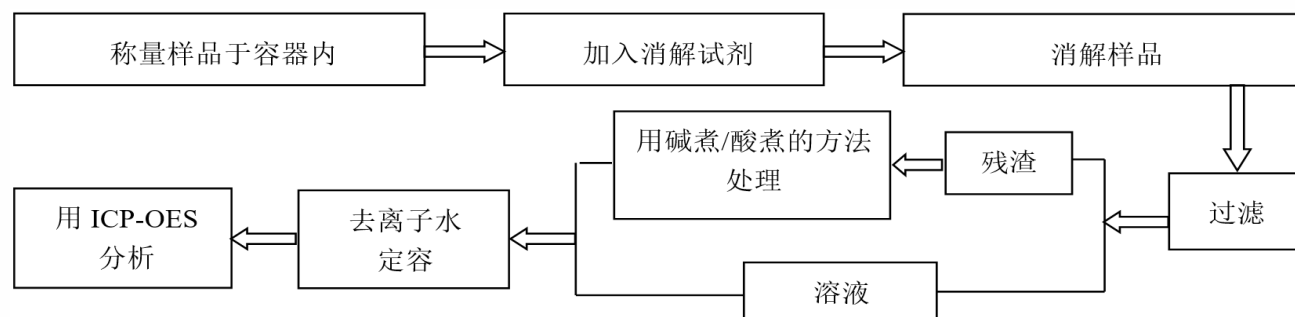 称量样品于容器内
加入消解试剂
消解样品
过滤
残渣
用碱煮/酸煮的方法
处理
溶液
去离子水
定容
用 ICP-OES
分析